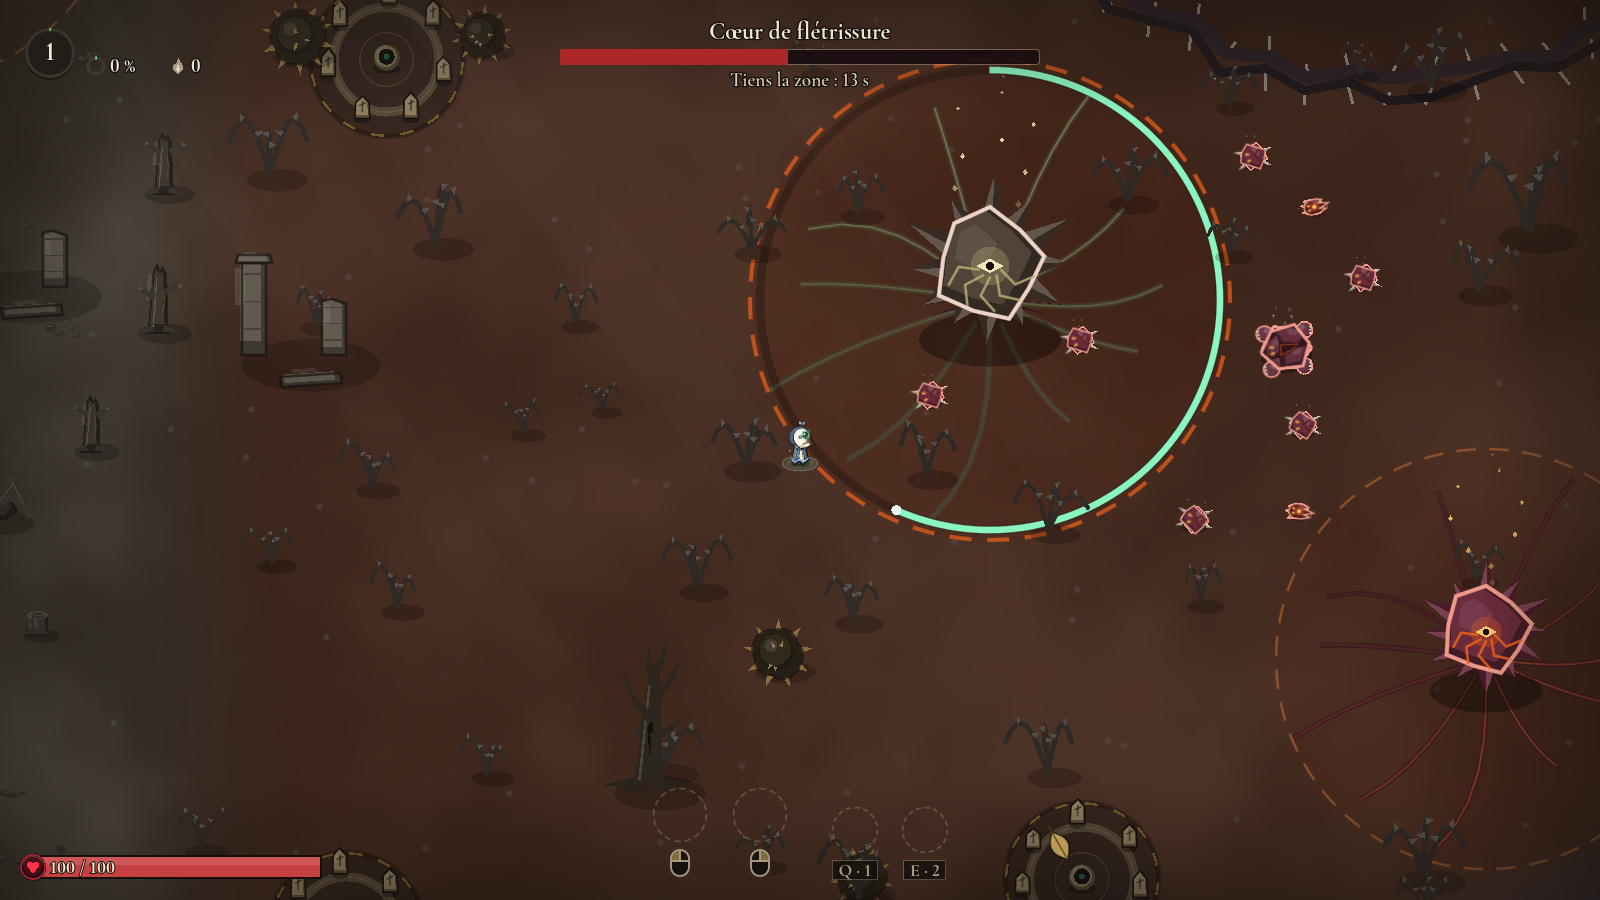 Cœur de flétrissure
1
0 %
0
Tiens la zone : 13 s
100 / 100
Q · 1
E · 2